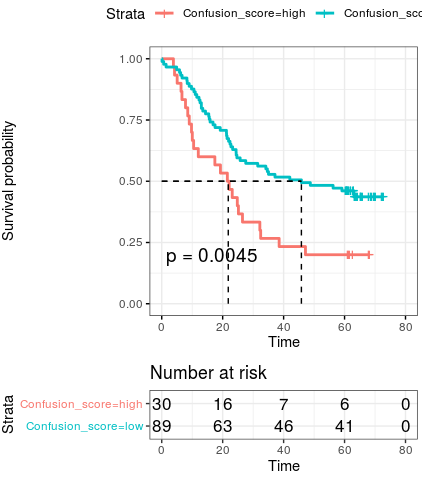 Strata Confusion_score=high Confusion_sc
Survival probability
1.00
0.75
0.50
0.25
0.00
p = 0.0045
0 20 40 60 80
Time
Number at risk
Strata
Confusion_score=high 30 16 7 6 0
Confusion_score=low 89 63 46 41 0
0 20 40 60 80
Time